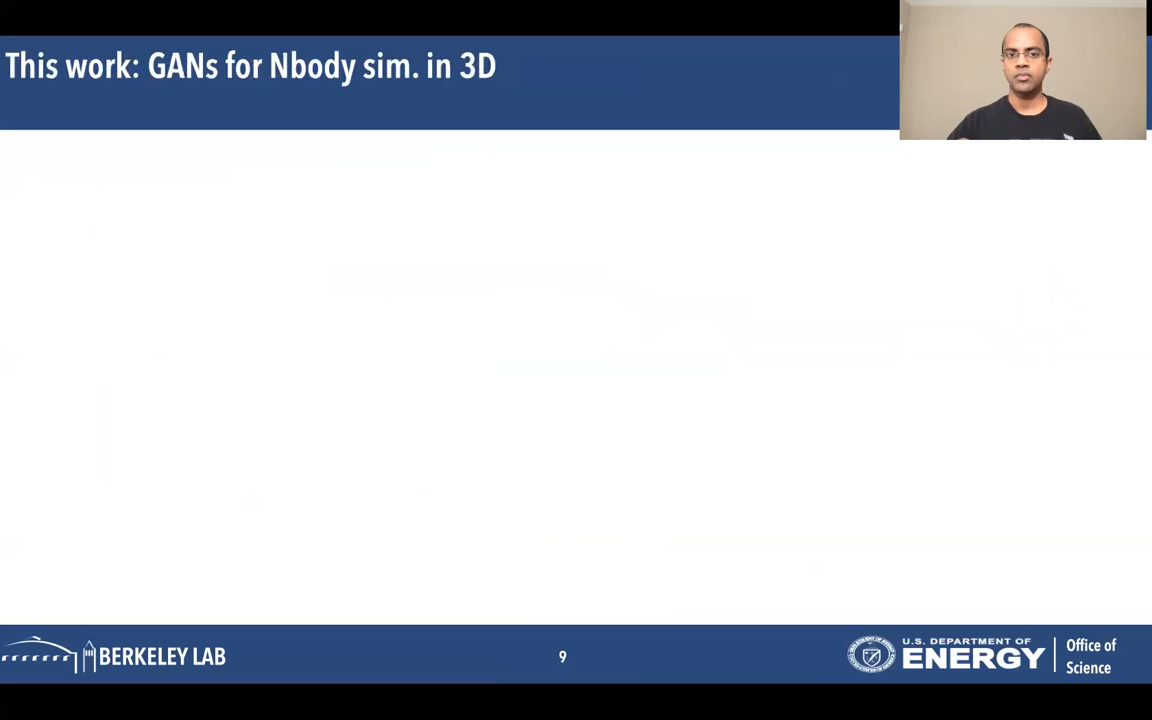 This work: GANs for Nbody sim. in 3D
BERKELEY LAB
9
U.S. DEPARTMENT OF
ENERGY
Office of
Science